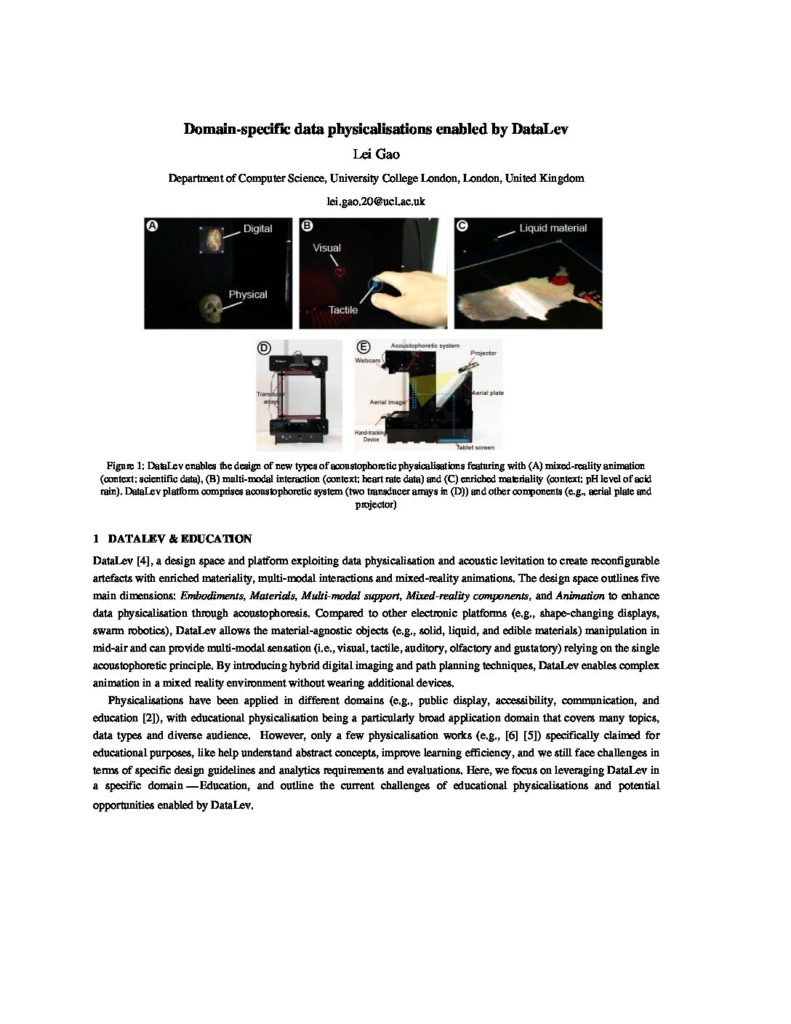 Domain-specific data physicalisations enabled by DataLev
Lei Gao
Department of Computer Science, University College London, London, United Kingdom
lei.gao.20@ucl.ac.uk
A
Digital
Physical
B
Visual
Tactile
C
Liquid material
D
Transducer
arrays
E
Acoustophoretic system
Webcam
Projector
Aerial image
Aerial plate
Hand-tracking
Device
Tablet screen
Figure 1: DataLev enables the design of new types of acoustophoretic physicalisations featuring with (A) mixed-reality animation
(context: scientific data), (B) multi-modal interaction (context: heart rate data) and (C) enriched materiality (context: pH level of acid
rain). DataLev platform comprises acoustophoretic system (two transducer arrays in (D)) and other components (e.g., aerial plate and
projector)
1 DATALEV & EDUCATION
DataLev [4], a design space and platform exploiting data physicalisation and acoustic levitation to create reconfigurable
artefacts with enriched materiality, multi-modal interactions and mixed-reality animations. The design space outlines five
main dimensions: Embodiments, Materials, Multi-modal support, Mixed-reality components, and Animation to enhance
data physicalisation through acoustophoresis. Compared to other electronic platforms (e.g., shape-changing displays,
swarm robotics), DataLev allows the material-agnostic objects (e.g., solid, liquid, and edible materials) manipulation in
mid-air and can provide multi-modal sensation (i.e., visual, tactile, auditory, olfactory and gustatory) relying on the single
acoustophoretic principle. By introducing hybrid digital imaging and path planning techniques, DataLev enables complex
animation in a mixed reality environment without wearing additional devices.
Physicalisations have been applied in different domains (e.g., public display, accessibility, communication, and
education [2]), with educational physicalisation being a particularly broad application domain that covers many topics,
data types and diverse audience. However, only a few physicalisation works (e.g., [6] [5]) specifically claimed for
educational purposes, like help understand abstract concepts, improve learning efficiency, and we still face challenges in
terms of specific design guidelines and analytics requirements and evaluations. Here, we focus on leveraging DataLev in
a specific domain — Education, and outline the current challenges of educational physicalisations and potential
opportunities enabled by DataLev.